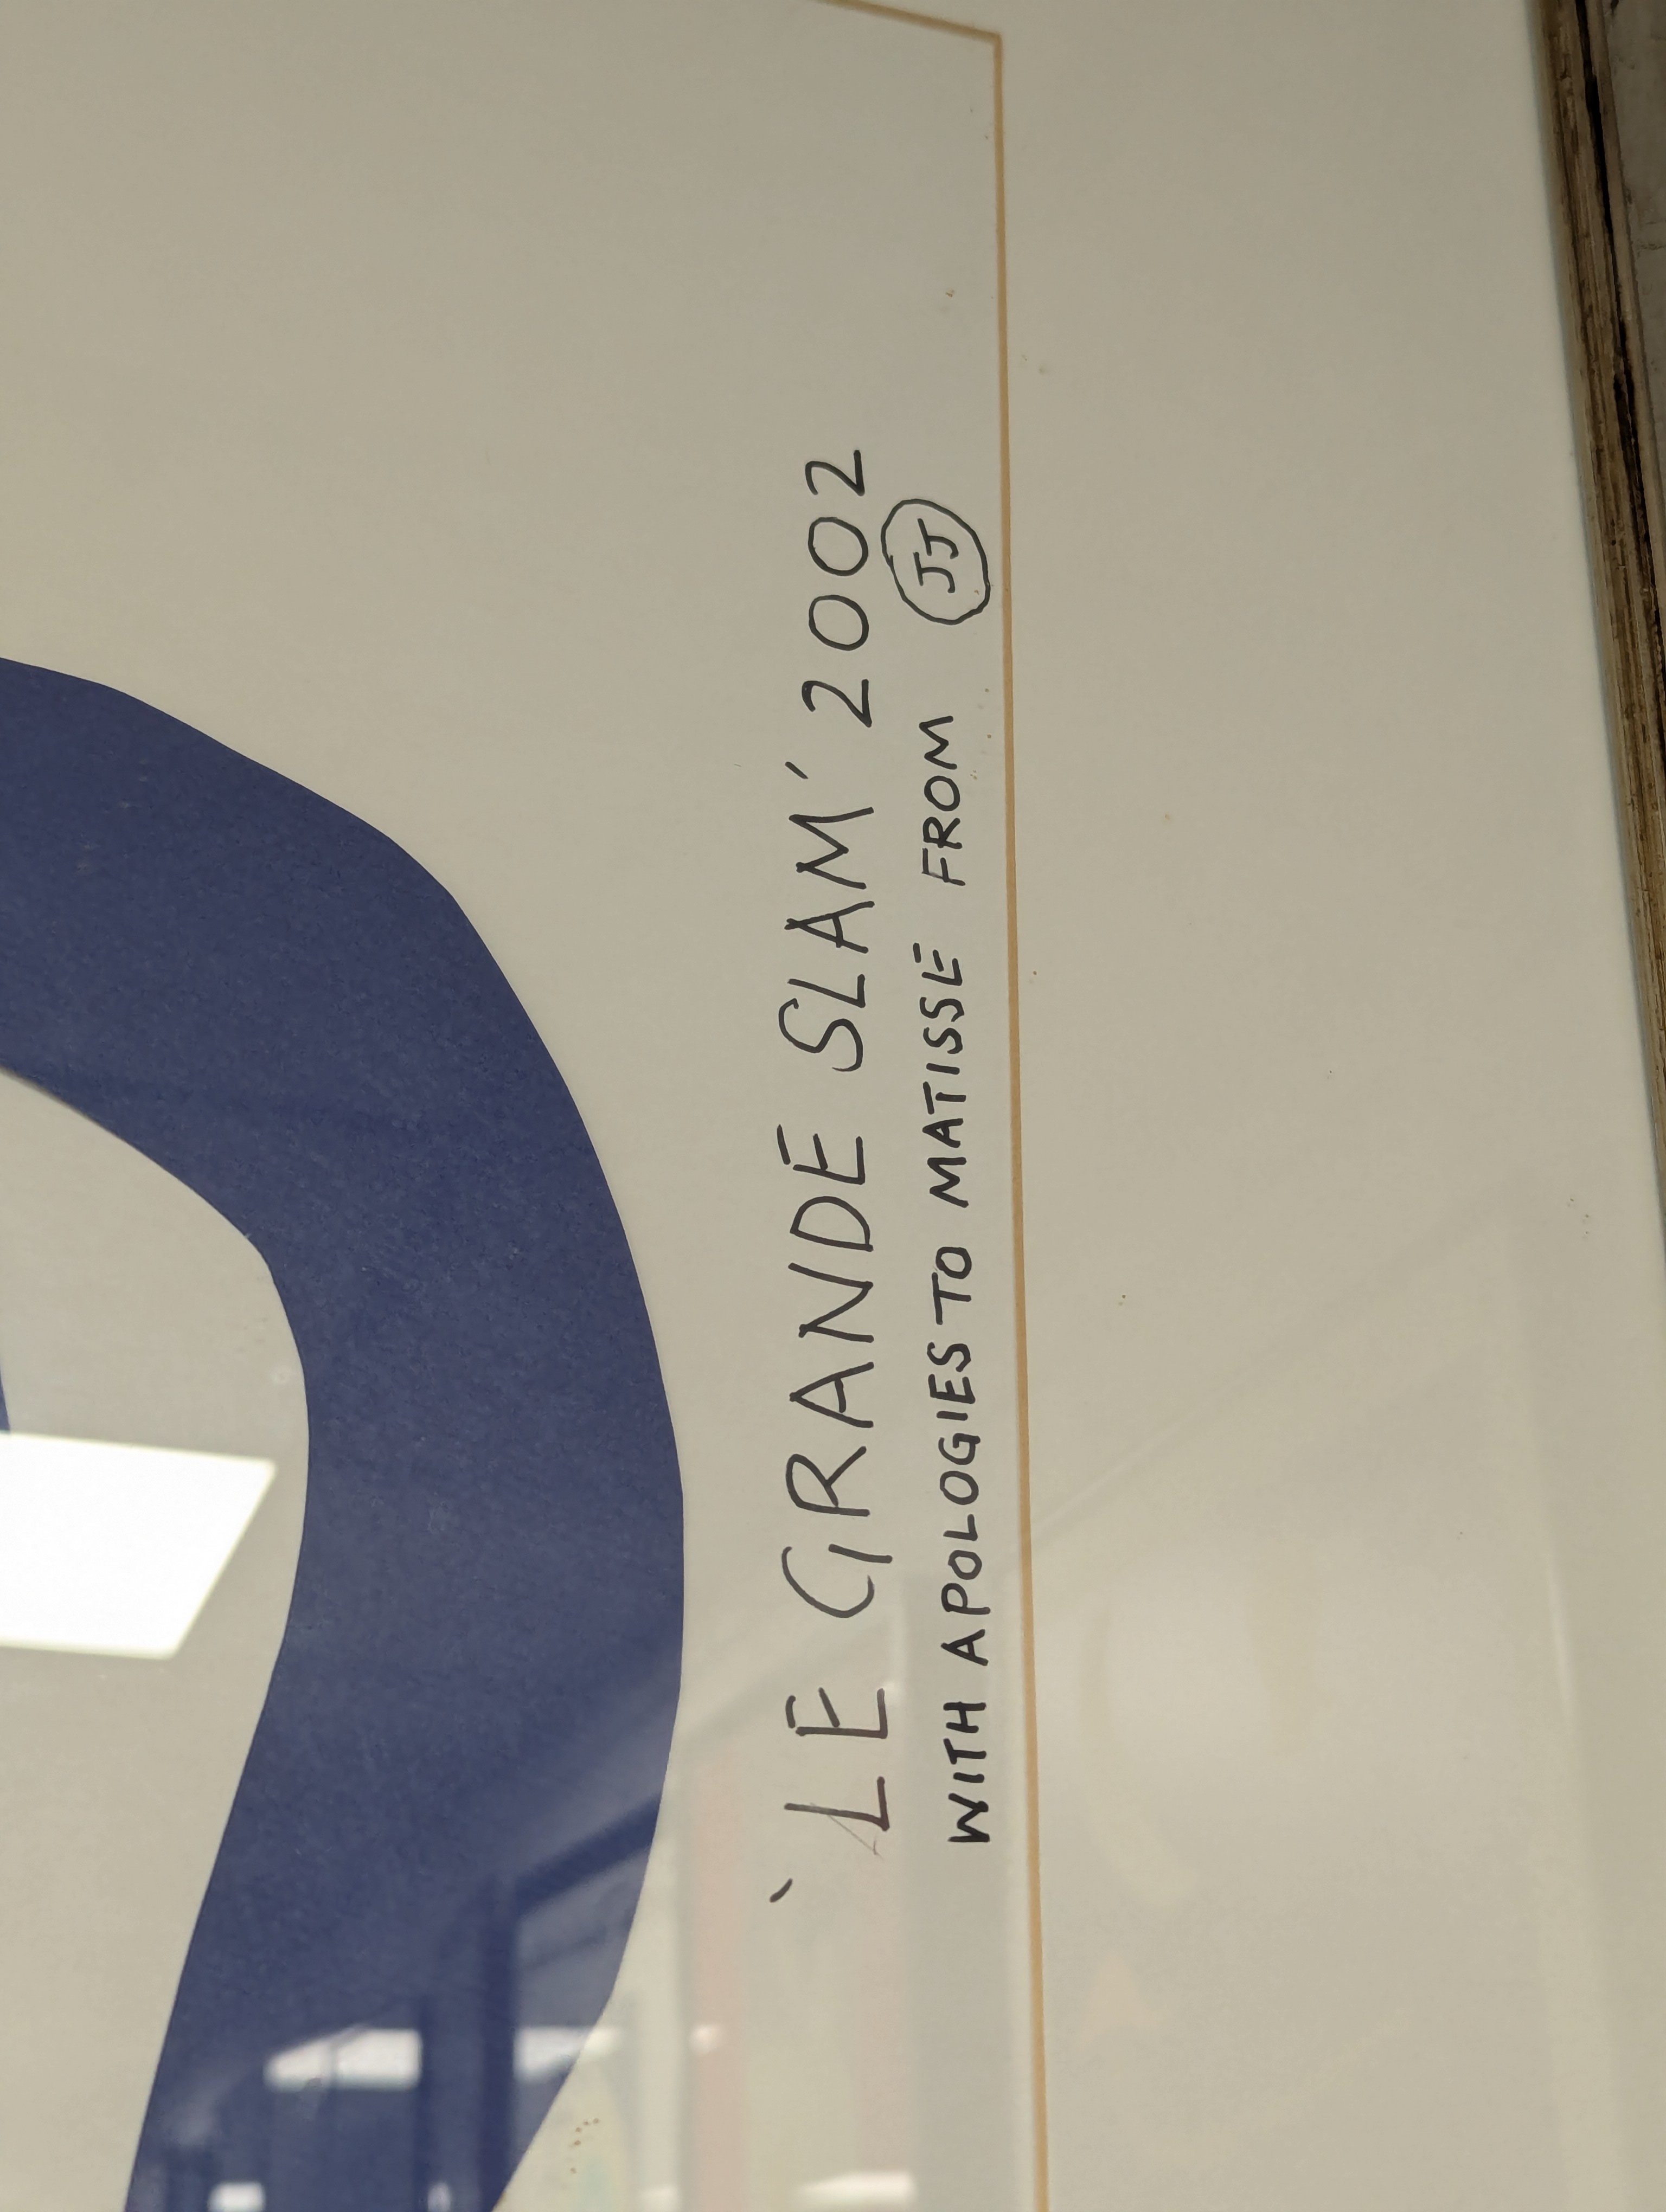 'LE GRANDE SLAM' 2002
WITH APOLOGIES TO MATISSE FROM JJ